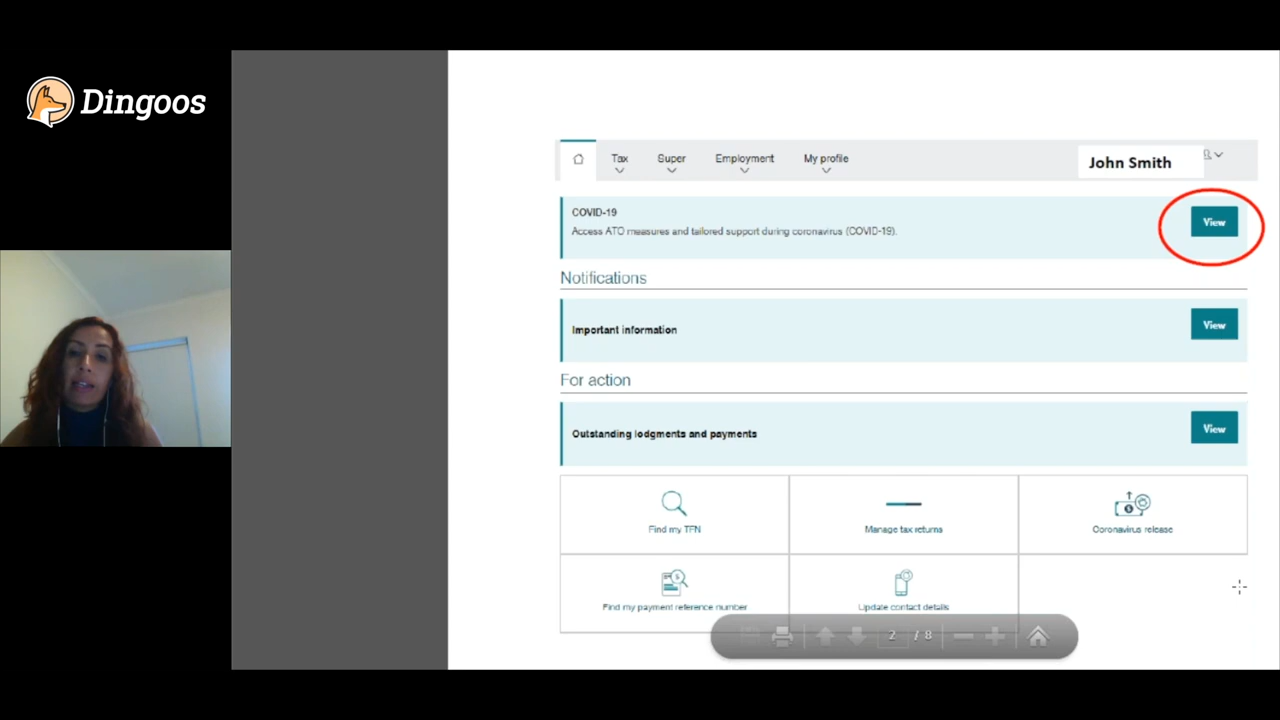 Dingoos
Tax Super Employment My profile John Smith
COVID-19
Access ATO measures and tailored support during coronavirus (COVID-19).
View
Notifications
Important information
View
For action
Outstanding lodgments and payments
View
Find my TFN
Manage tax returns
Coronavirus release
Find my payment reference number
Update contact details
2 / 8